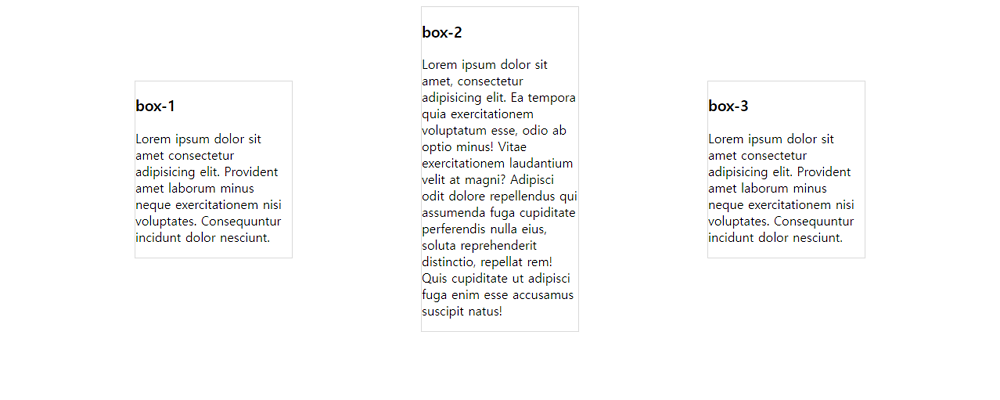 box-1
Lorem ipsum dolor sit
amet consectetur
adipisicing elit. Provident
amet laborum minus
neque exercitationem nisi
voluptates. Consequuntur
incidunt dolor nesciunt.
box-2
Lorem ipsum dolor sit
amet, consectetur
adipisicing elit. Ea tempora
quia exercitationem
voluptatum esse, odio ab
optio minus! Vitae
exercitationem laudantium
velit at magni? Adipisci
odit dolore repellendus qui
assumenda fuga cupiditate
perferendis nulla eius,
soluta reprehenderit
distinctio, repellat rem!
Quis cupiditate ut adipisci
fuga enim esse accusamus
suscipit natus!
box-3
Lorem ipsum dolor sit
amet consectetur
adipisicing elit. Provident
amet laborum minus
neque exercitationem nisi
voluptates. Consequuntur
incidunt dolor nesciunt.